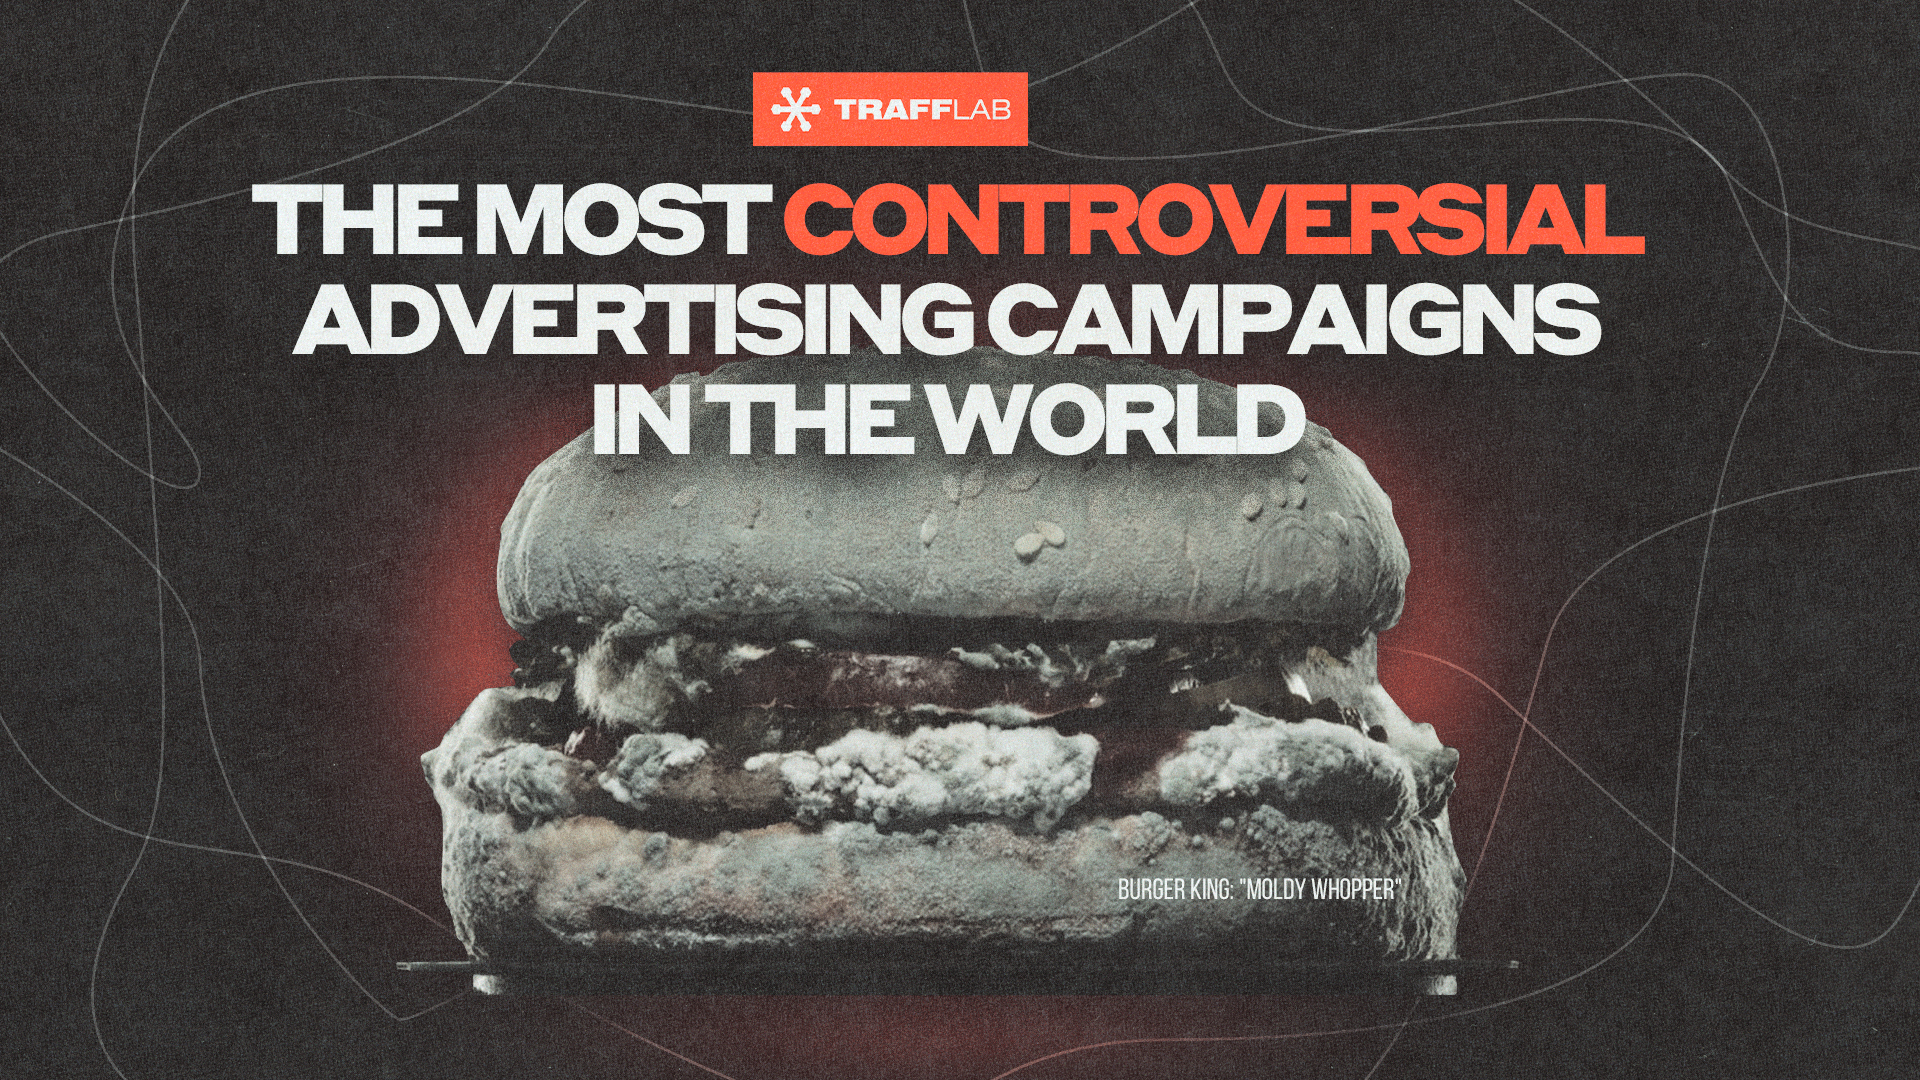 TRAFFLAB
THE MOST CONTROVERSIAL
ADVERTISING CAMPAIGNS
IN THE WORLD
BURGER KING: "MOLDY WHOPPER"